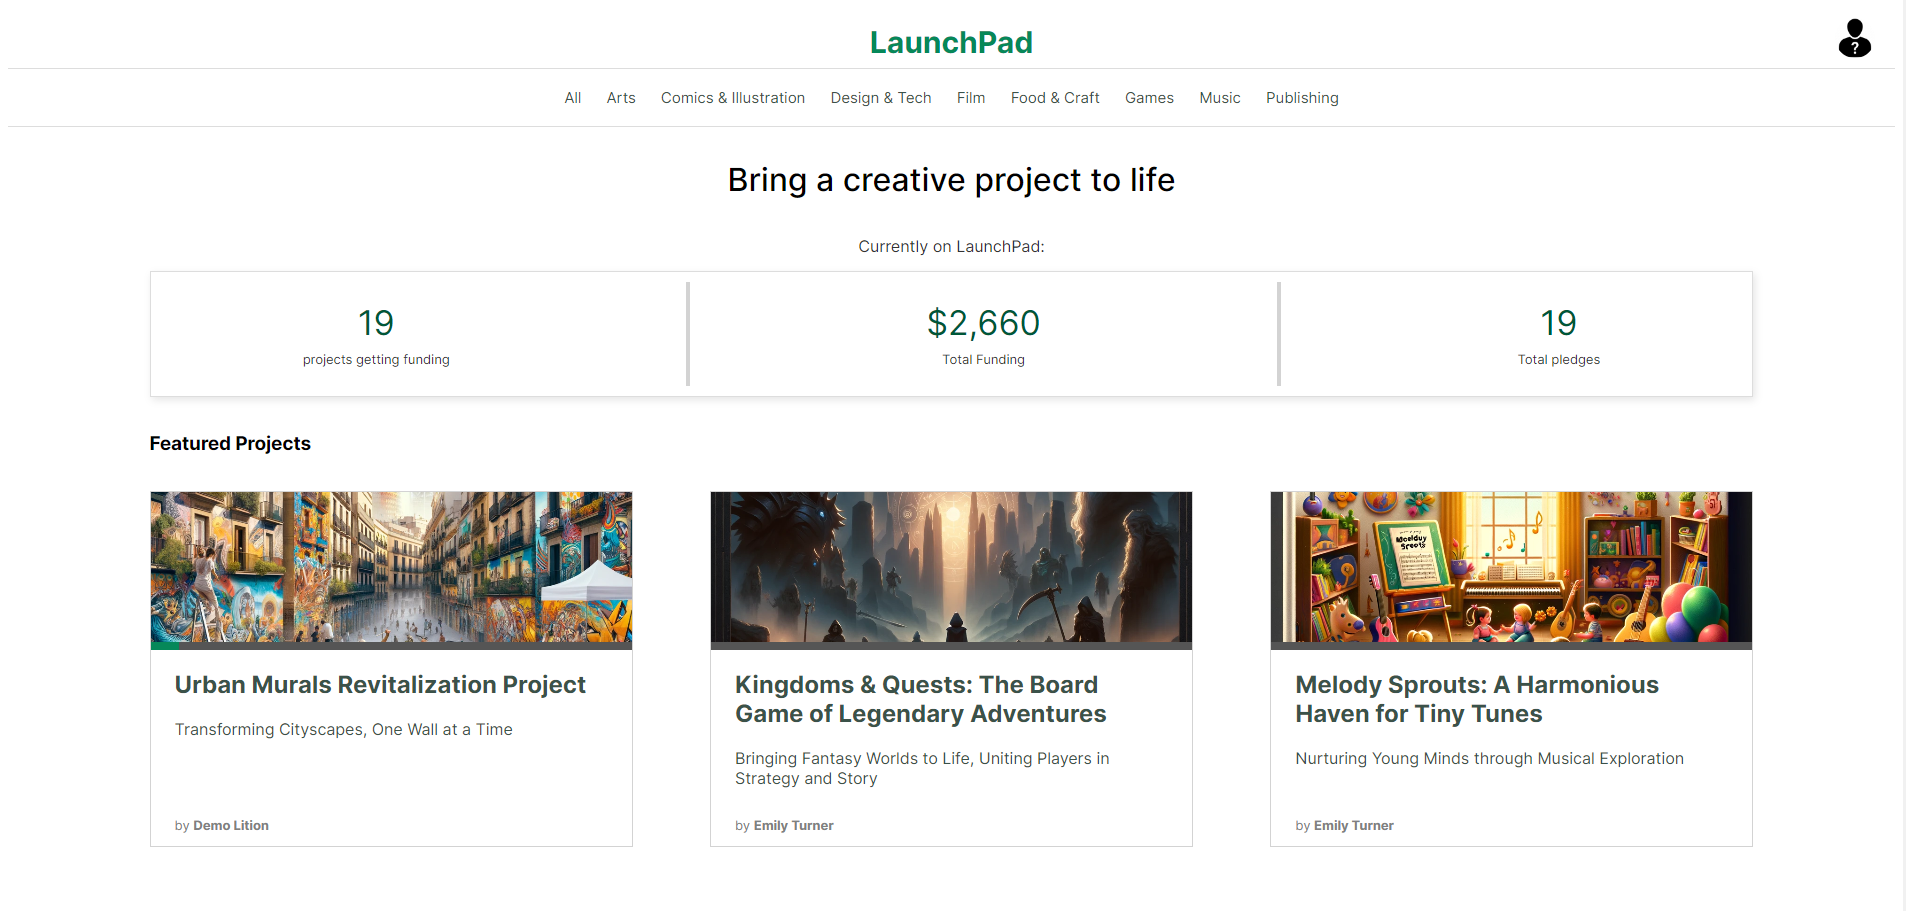 LaunchPad
?
All Arts Comics & Illustration Design & Tech Film Food & Craft Games Music Publishing
Bring a creative project to life
Currently on LaunchPad:
19
projects getting funding
$2,660
Total Funding
19
Total pledges
Featured Projects
Urban Murals Revitalization Project
Transforming Cityscapes, One Wall at a Time
by Demo Lition
Kingdoms & Quests: The Board
Game of Legendary Adventures
Bringing Fantasy Worlds to Life, Uniting Players in
Strategy and Story
by Emily Turner
Melody Sprouts: A Harmonious
Haven for Tiny Tunes
Nurturing Young Minds through Musical Exploration
by Emily Turner